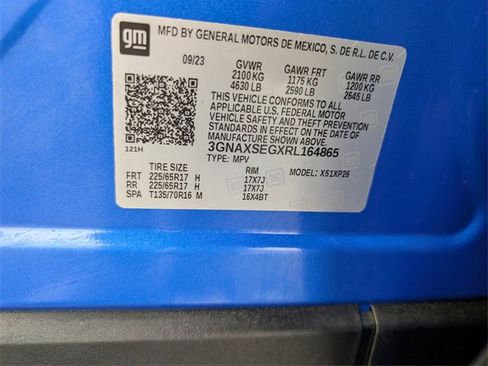 gm
MFD BY GENERAL MOTORS DE MEXICO, S. DE R.L. DE C.V.
09/23 GVWR GAWR FRT GAWR RR
2100 KG 1175 KG 1200 KG
4630 LB 2590 LB 2645 LB
THIS VEHICLE CONFORMS TO ALL
APPLICABLE U.S. FEDERAL MOTOR
VEHICLE SAFETY STANDARDS IN
EFFECT ON THE DATE OF
MANUFACTURE SHOWN ABOVE.
3GNAXSEGXRL164865
121H TYPE: MPV MODEL: X51XP26
TIRE SIZE RIM
FRT 225/65R17 H 17X7J
RR 225/65R17 H 17X7J
SPA T135/70R16 M 16X4BT